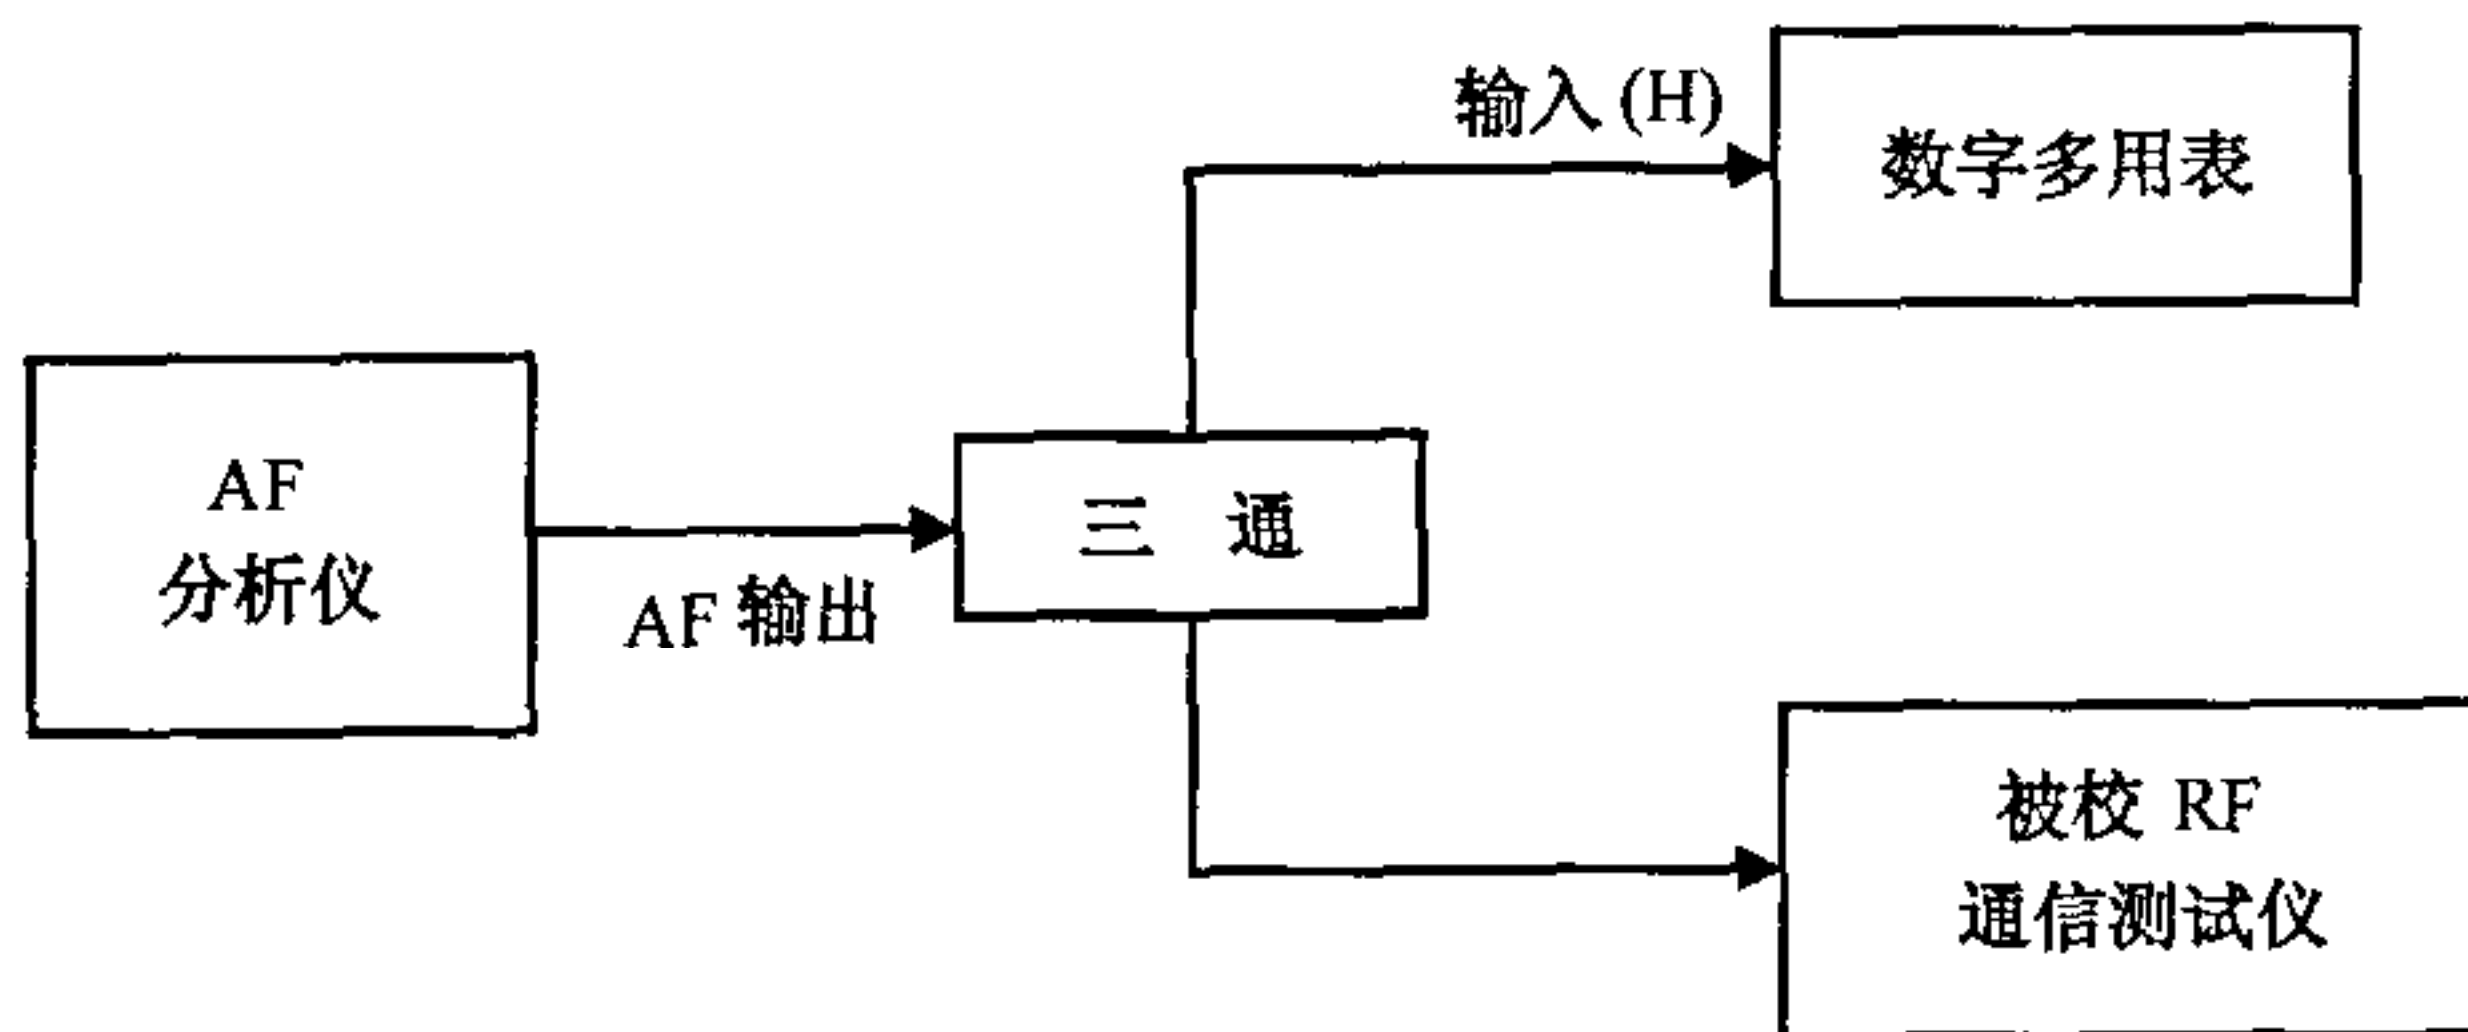 输入(H)
数字多用表
AF
分析仪
AF 输出
三 通
被校 RF
通信测试仪